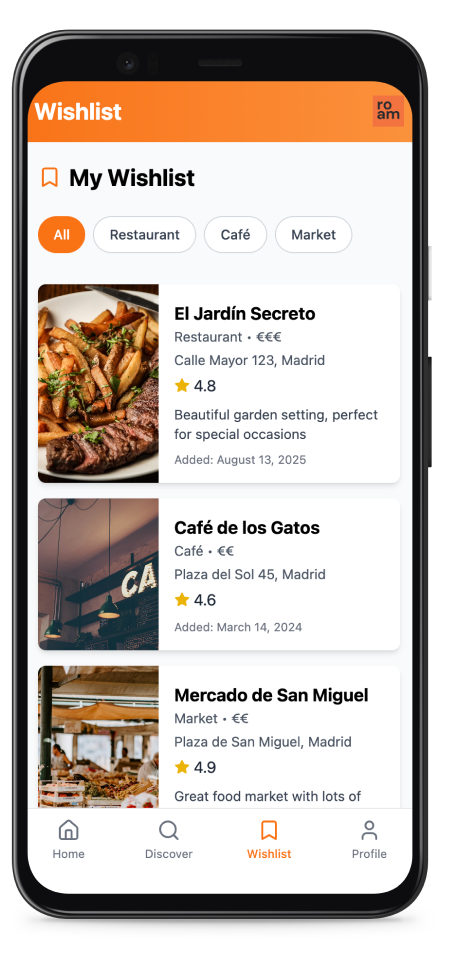 Wishlist
ro
am
My Wishlist
All
Restaurant
Café
Market
El Jardín Secreto
Restaurant • €€€
Calle Mayor 123, Madrid
4.8
Beautiful garden setting, perfect
for special occasions
Added: August 13, 2025
CA
Café de los Gatos
Café • €€
Plaza del Sol 45, Madrid
4.6
Added: March 14, 2024
Mercado de San Miguel
Market • €€
Plaza de San Miguel, Madrid
4.9
Great food market with lots of
Home
Discover
Wishlist
Profile